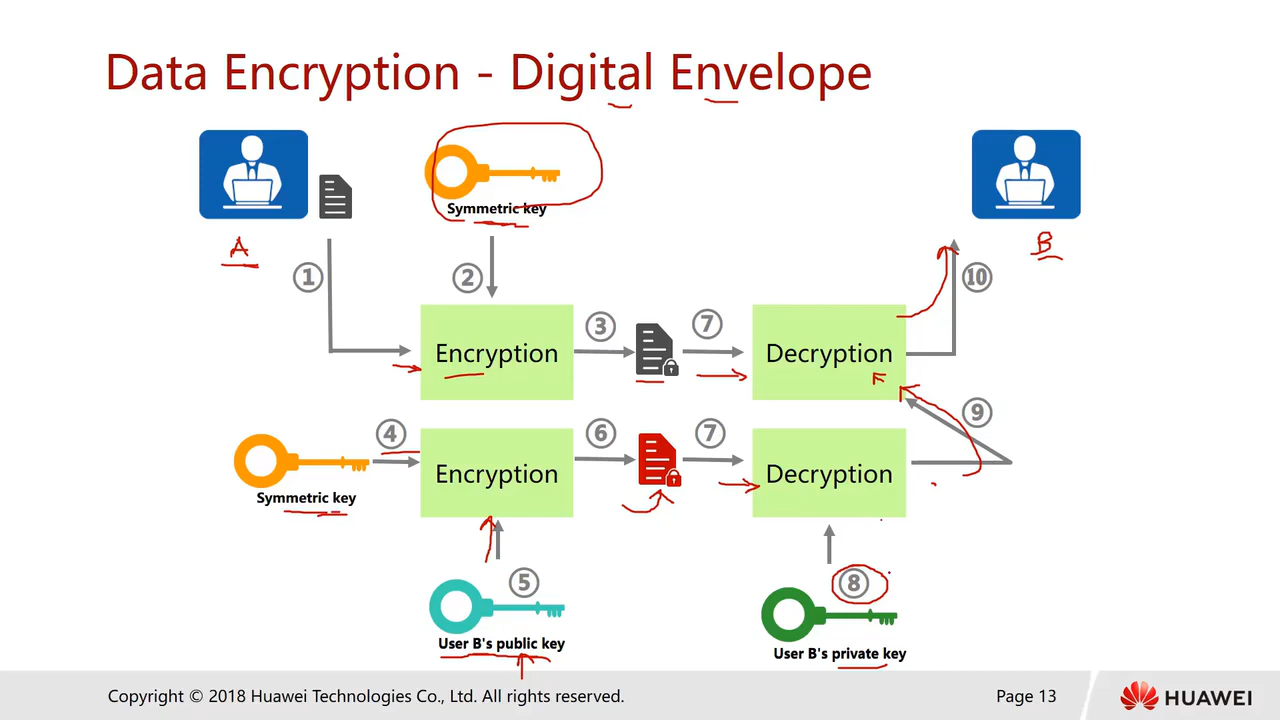 Data Encryption - Digital Envelope
Symmetric key
A
B
① ② ⑩
Encryption ③ ⑦ Decryption
④ ⑥ ⑦ ⑨
Encryption Decryption
Symmetric key
⑤ ⑧
User B's public key
User B's private key
Copyright © 2018 Huawei Technologies Co., Ltd. All rights reserved.
Page 13
HUAWEI